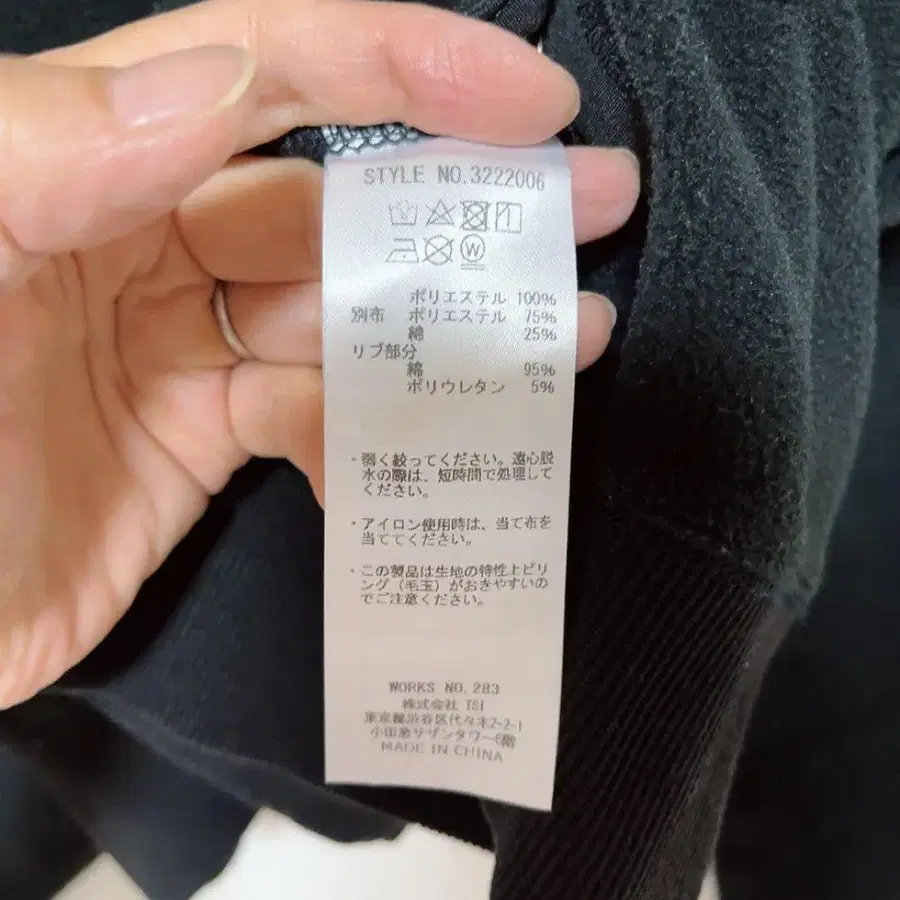 STYLE NO.3222006
W
ポリエステル 100%
別布 ポリエステル 75%
綿 25%
リブ部分
綿 95%
ポリウレタン 5%
・弱く絞ってください。遠心脱
水の際は、短時間で処理して
ください。
・アイロン使用時は、当て布を
当ててください。
・この製品は生地の特性上ピリ
ング（毛玉）がおきやすいの
でご注意ください。
WORKS NO.283
株式会社 TSI
東京都渋谷区代々木2-2-1
小田急サザンタワー8階
MADE IN CHINA